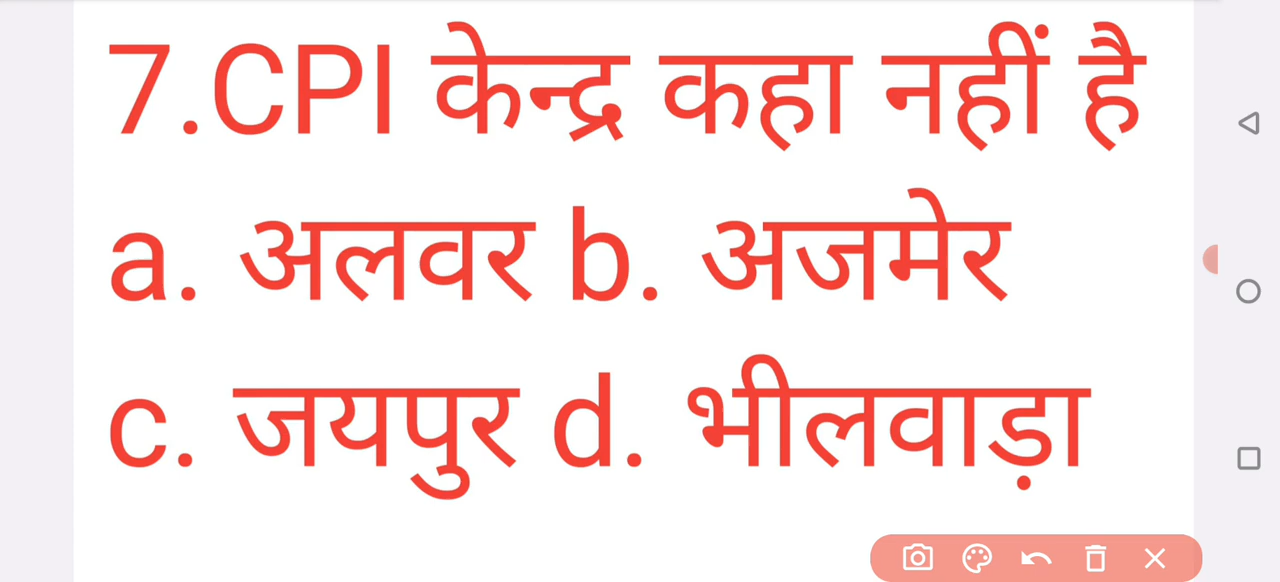 7.CPI केन्द्र कहा नहीं है
a. अलवर b. अजमेर
c. जयपुर d. भीलवाड़ा